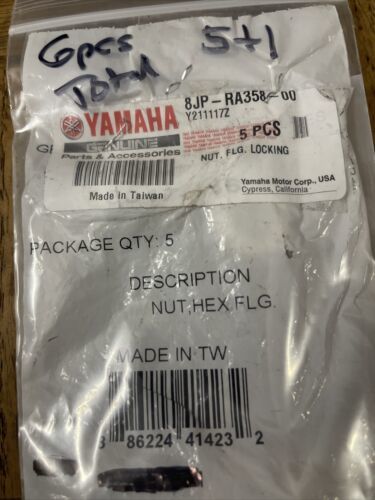 6pcs 5+1
Total
YAMAHA
GENUINE
Parts & Accessories
Made in Taiwan
8JP-RA358-00
Y211117Z
5 PCS
NUT, FLG. LOCKING
Yamaha Motor Corp., USA
Cypress, California
PACKAGE QTY: 5
DESCRIPTION
NUT,HEX,FLG.
MADE IN TW
86224 41423 2